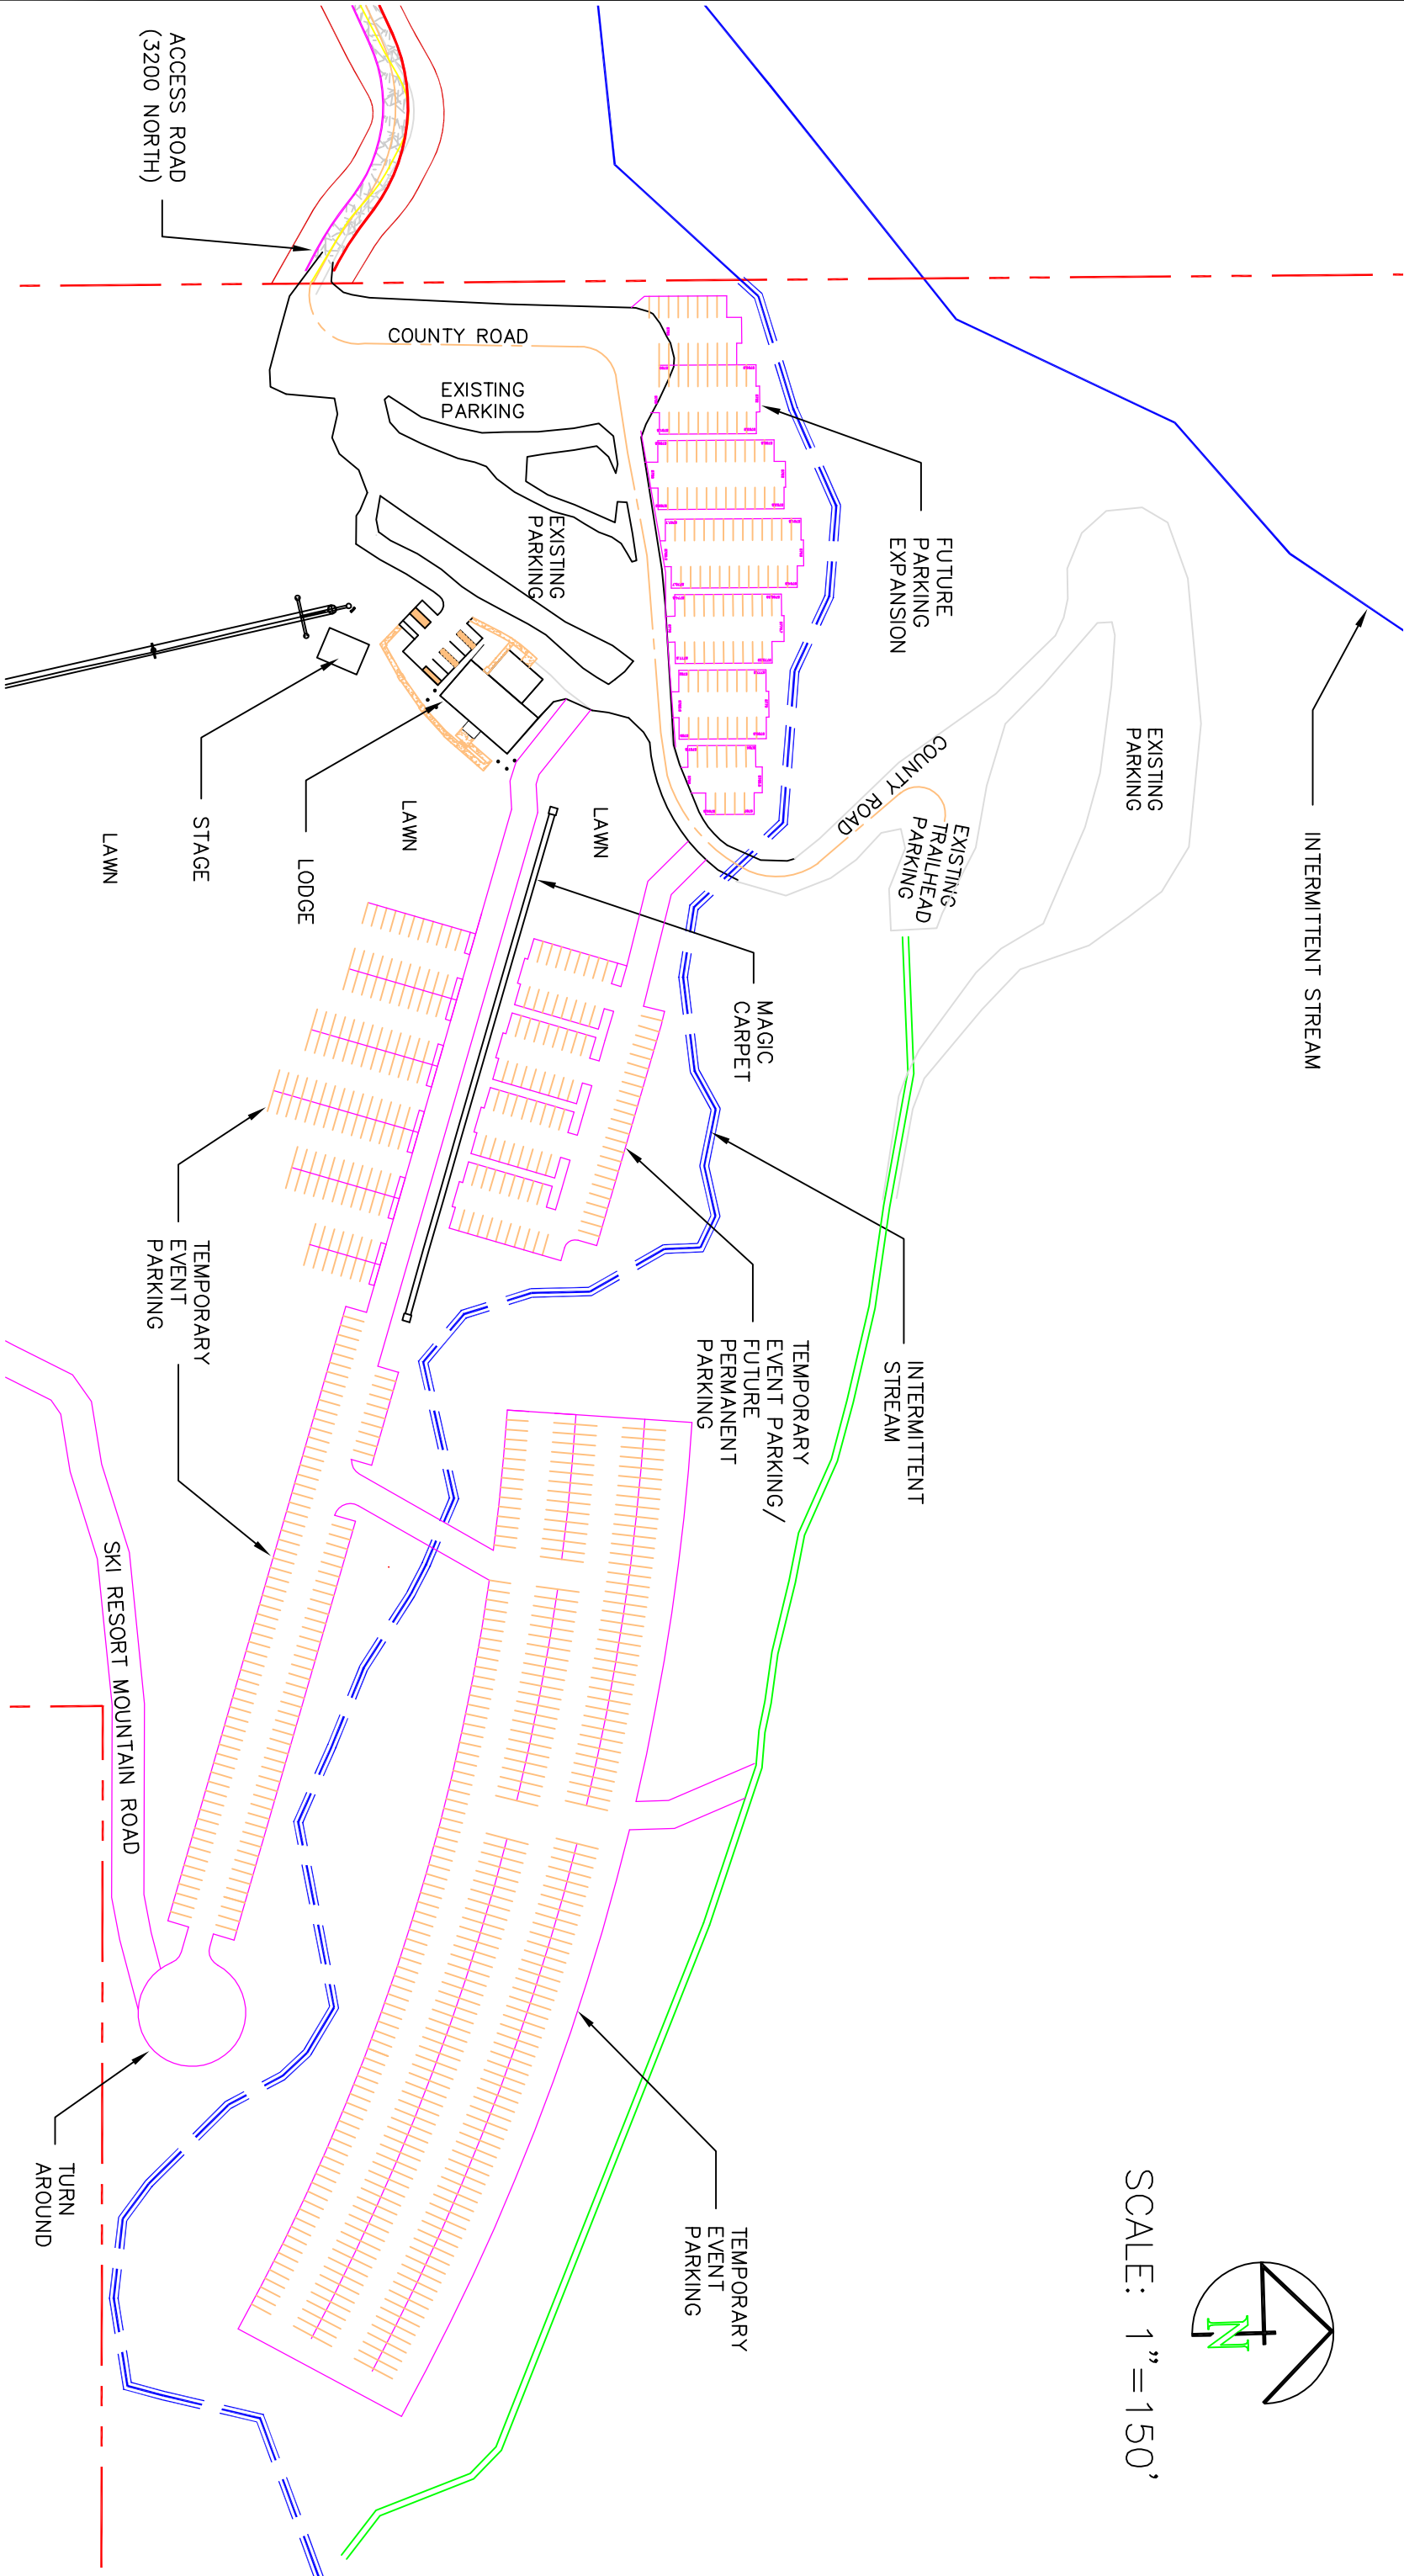 ACCESS ROAD
(3200 NORTH)
COUNTY ROAD
EXISTING
PARKING
EXISTING
PARKING
FUTURE
PARKING
EXPANSION
EXISTING
PARKING
INTERMITTENT STREAM
COUNTY ROAD
EXISTING
TRAILHEAD
PARKING
LAWN
LAWN
LAWN
STAGE
LODGE
MAGIC
CARPET
TEMPORARY
EVENT
PARKING
TEMPORARY
EVENT PARKING/
FUTURE
PERMANENT
PARKING
INTERMITTENT
STREAM
SKI RESORT MOUNTAIN ROAD
TURN
AROUND
TEMPORARY
EVENT
PARKING
N
SCALE: 1"=150'